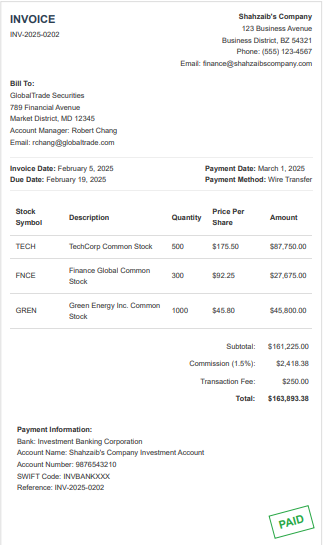 INVOICE
INV-2025-0202
Shahzaib's Company
123 Business Avenue
Business District, BZ 54321
Phone: (555) 123-4567
Email: finance@shahzaibscompany.com
Bill To:
GlobalTrade Securities
789 Financial Avenue
Market District, MD 12345
Account Manager: Robert Chang
Email: rchang@globaltrade.com
Invoice Date: February 5, 2025
Due Date: February 19, 2025
Payment Date: March 1, 2025
Payment Method: Wire Transfer
Stock Symbol Description Quantity Price Per Share Amount
TECH TechCorp Common Stock 500 $175.50 $87,750.00
FNCE Finance Global Common Stock 300 $92.25 $27,675.00
GREN Green Energy Inc. Common Stock 1000 $45.80 $45,800.00
Subtotal: $161,225.00
Commission (1.5%): $2,418.38
Transaction Fee: $250.00
Total: $163,893.38
Payment Information:
Bank: Investment Banking Corporation
Account Name: Shahzaib's Company Investment Account
Account Number: 9876543210
SWIFT Code: INVBANKXXX
Reference: INV-2025-0202
PAID